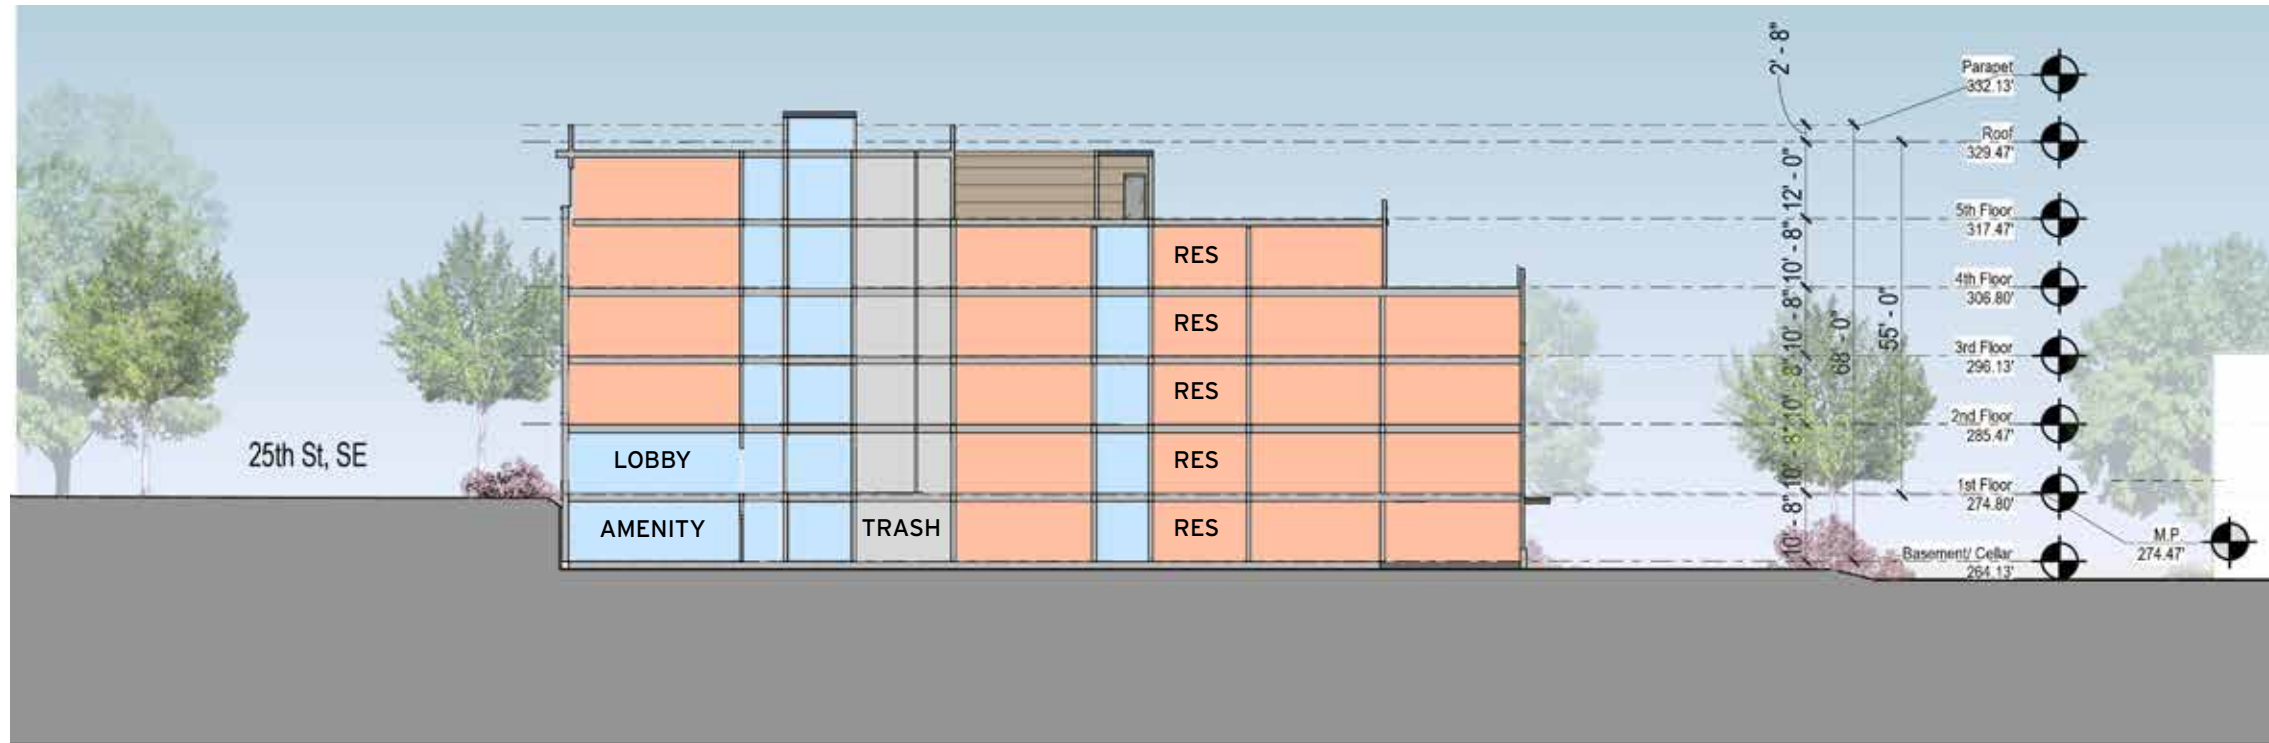 2' - 8"
Parapet
332.13'
Roof
329.47'
12' - 0"
5th Floor
317.47'
10' - 8"
4th Floor
306.80'
10' - 8"
3rd Floor
296.13'
10' - 8"
2nd Floor
285.47'
10' - 8"
1st Floor
274.80'
10' - 8"
Basement/ Cellar
264.13'
68' - 0"
55' - 0"
M.P.
274.47'
25th St, SE
RES
RES
RES
LOBBY
RES
AMENITY
TRASH
RES